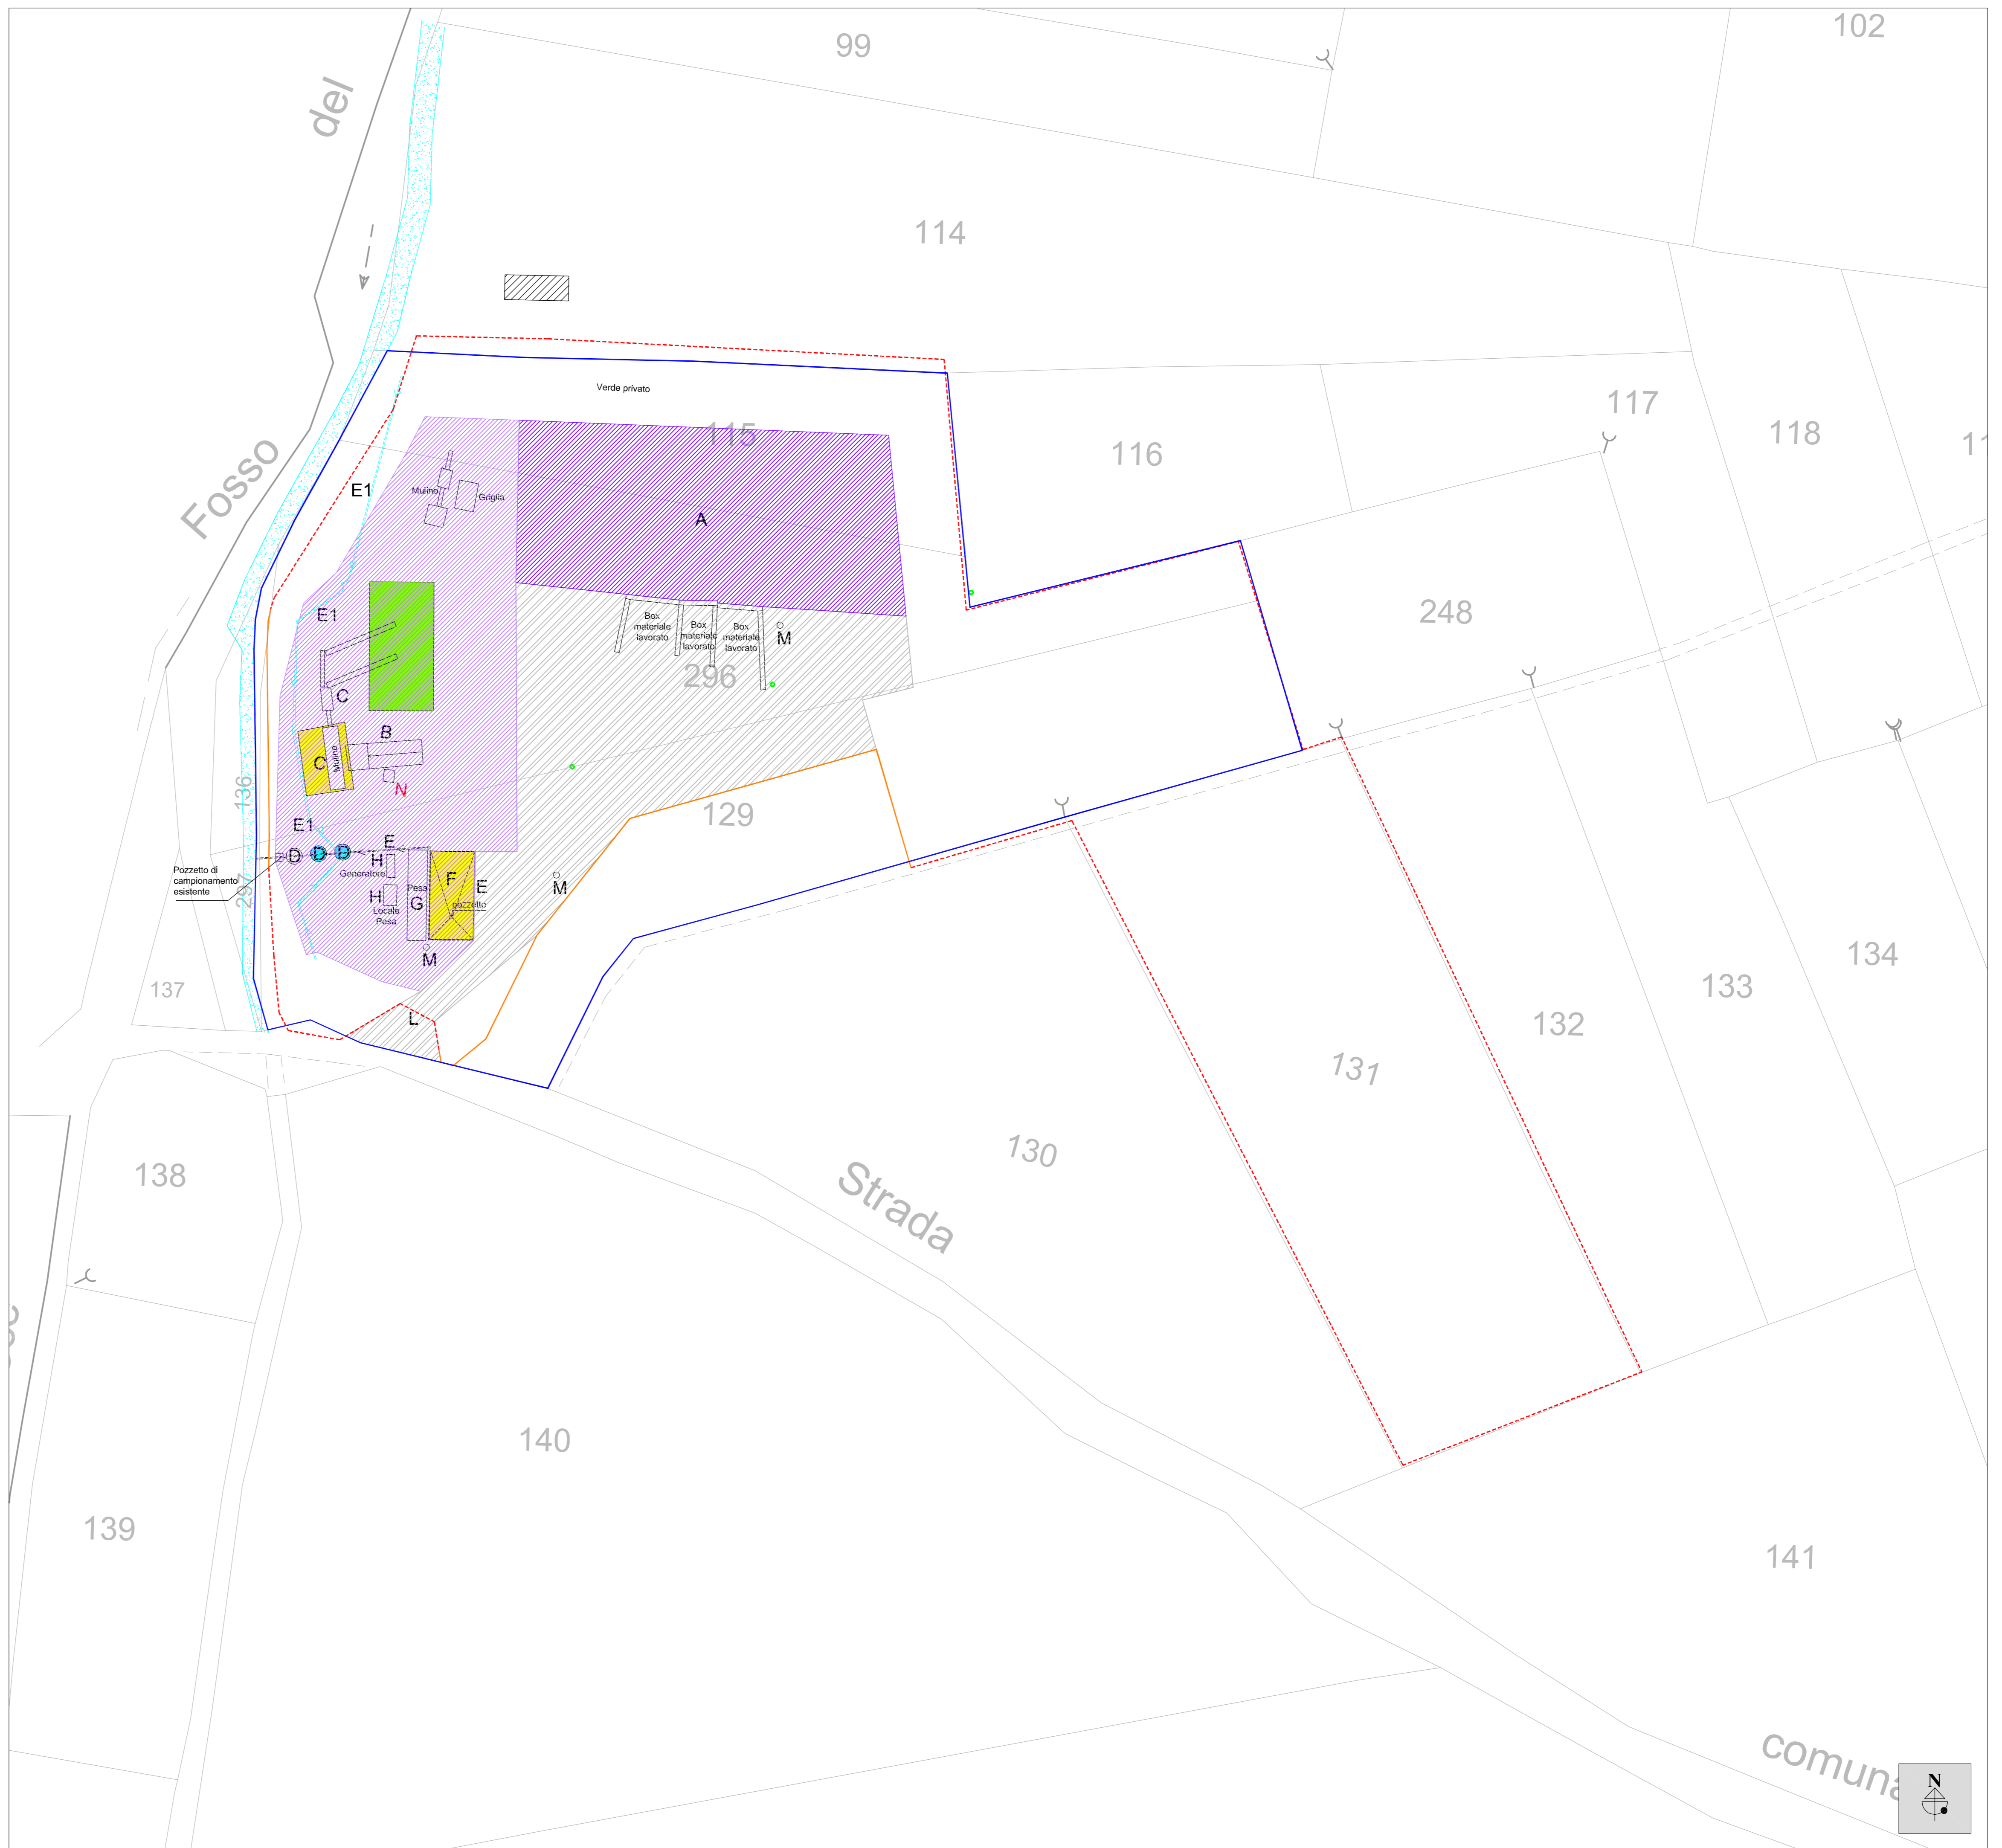 99
102
del
114
Verde privato
115
116
117
118
11
Fosso
E1
Mulino
Griglia
A
E1
Box
materiale
lavorato
Box
materiale
lavorato
Box
materiale
lavorato
M
296
248
C
B
C
Mulino
N
136
129
E1
E
D
D
D
H
Generatore
Pozzetto di
campionamento
esistente
297
H
Locale
Pesa
Pesa
G
F
E
pozzetto
M
M
L
137
134
133
132
131
130
138
Strada
140
139
141
comuna
N